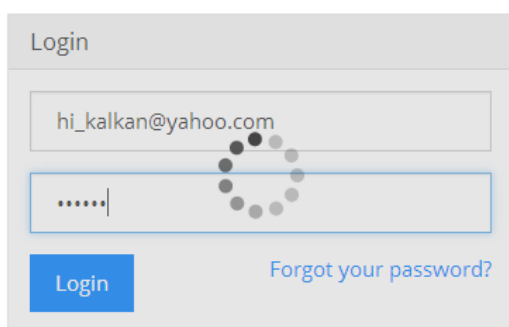 Login
hi_kalkan@yahoo.com
••••••
Login
Forgot your password?